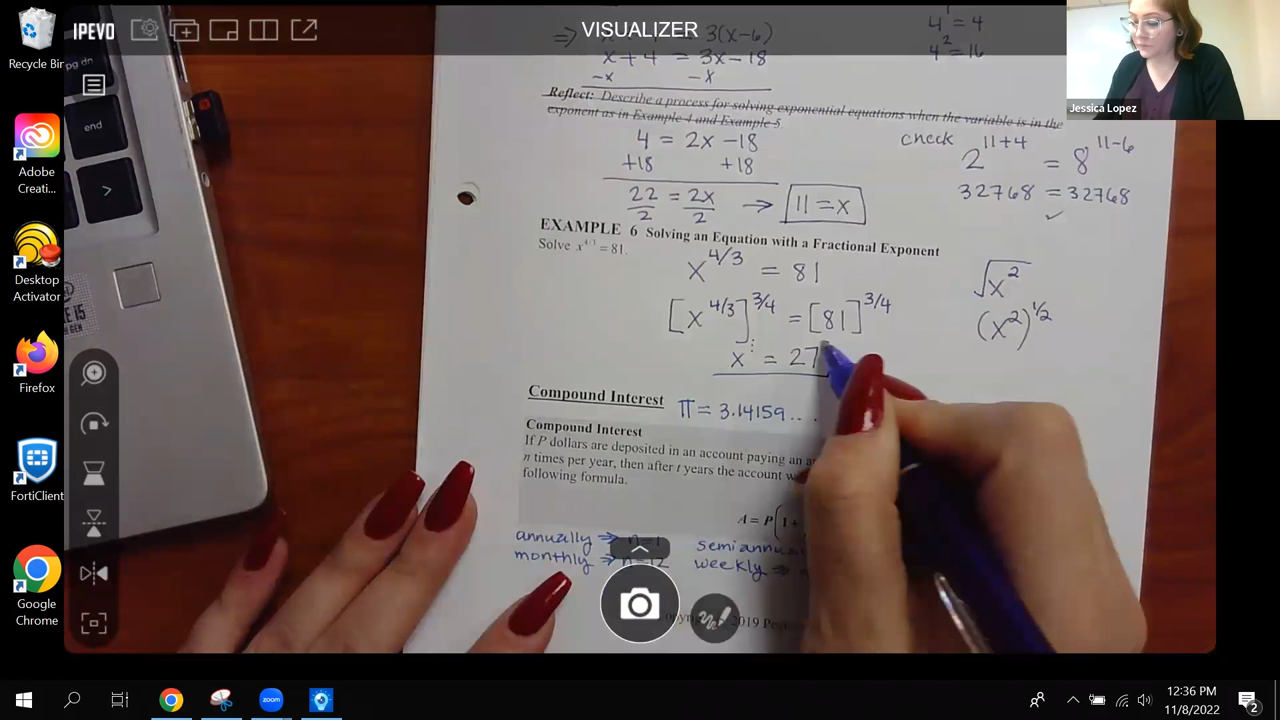 Recycle Bin
Adobe
Creati...
Desktop
Activator
Firefox
FortiClient
Google
Chrome
IPEVO
VISUALIZER
Jessica Lopez
pg dn
end
⇒ 3(x-6)
x+4 = 3x-18
-x -x
4 = 4
4² = 16
Reflect: Describe a process for solving exponential equations when the variable is in the
exponent as in Example 4 and Example 5.
4 = 2x -18
+18 +18
22 = 2x → 11 = x
2 2
check
2^(11+4) = 8^(11-6)
32768 = 32768
✓
EXAMPLE 6 Solving an Equation with a Fractional Exponent
Solve x^(4/3) = 81.
x^(4/3) = 81
[x^(4/3)]^(3/4) = [81]^(3/4)
x = 27
√x²
(x²)^(1/2)
Compound Interest
π = 3.14159...
Compound Interest
If P dollars are deposited in an account paying an
n times per year, then after t years the account
following formula.
A = P(1+
annually ⇒ n=1
monthly ⇒ n=12
weekly ⇒
2019
12:36 PM
11/8/2022
zoom
2